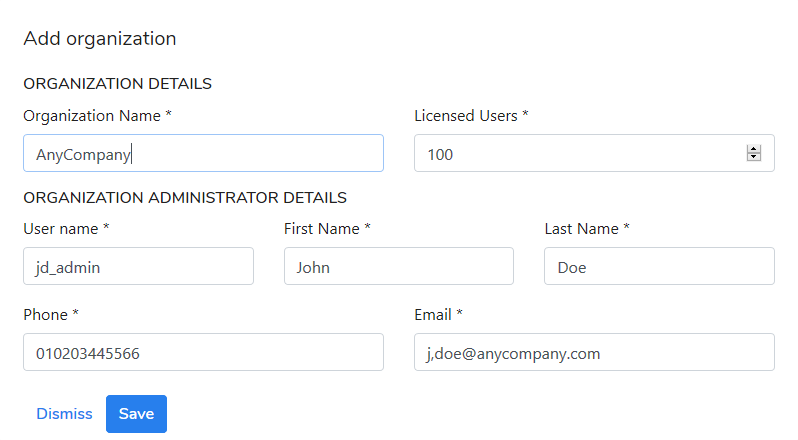 Add organization
ORGANIZATION DETAILS
Organization Name * Licensed Users *
AnyCompany 100
ORGANIZATION ADMINISTRATOR DETAILS
User name * First Name * Last Name *
jd_admin John Doe
Phone * Email *
010203445566 j,doe@anycompany.com
Dismiss Save